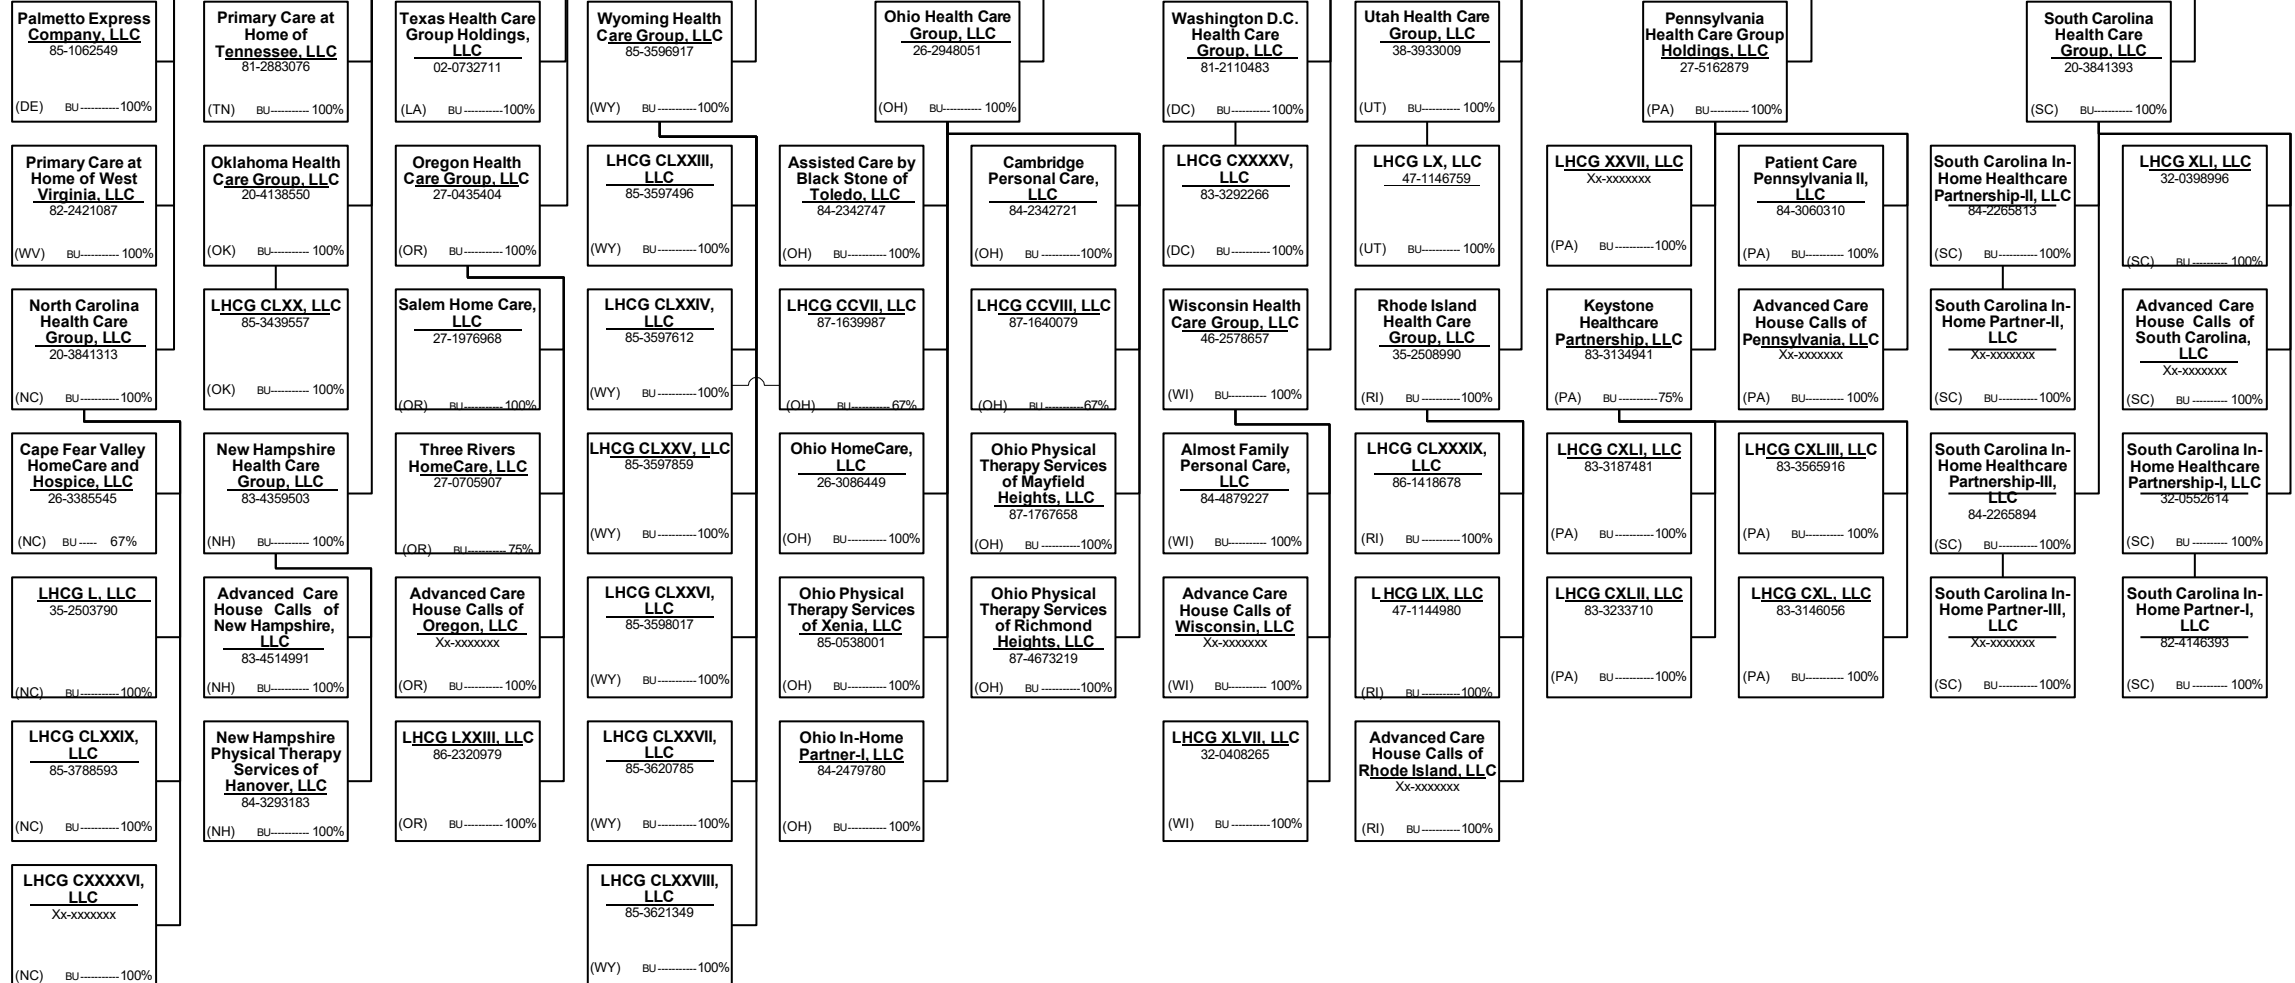 Palmetto Express
Company, LLC
85-1062549
(DE) BU----------- 100%
Primary Care at
Home of
Tennessee, LLC
81-2883076
(TN) BU----------- 100%
Texas Health Care
Group Holdings,
LLC
02-0732711
(LA) BU----------- 100%
Wyoming Health
Care Group, LLC
85-3596917
(WY) BU----------- 100%
Ohio Health Care
Group, LLC
26-2948051
(OH) BU----------- 100%
Washington D.C.
Health Care
Group, LLC
81-2110483
(DC) BU----------- 100%
Utah Health Care
Group, LLC
38-3933009
(UT) BU----------- 100%
Pennsylvania
Health Care Group
Holdings, LLC
27-5162879
(PA) BU----------- 100%
South Carolina
Health Care
Group, LLC
20-3841393
(SC) BU----------- 100%
Primary Care at
Home of West
Virginia, LLC
82-2421087
(WV) BU----------- 100%
Oklahoma Health
Care Group, LLC
20-4138550
(OK) BU----------- 100%
Oregon Health
Care Group, LLC
27-0435404
(OR) BU----------- 100%
LHCG CLXXIII,
LLC
85-3597496
(WY) BU----------- 100%
Assisted Care by
Black Stone of
Toledo, LLC
84-2342747
(OH) BU----------- 100%
Cambridge
Personal Care,
LLC
84-2342721
(OH) BU----------- 100%
LHCG CXXXXV,
LLC
83-3292266
(DC) BU----------- 100%
LHCG LX, LLC
47-1146759
(UT) BU----------- 100%
LHCG XXVII, LLC
Xx-xxxxxxx
(PA) BU-----------100%
Patient Care
Pennsylvania II,
LLC
84-3060310
(PA) BU----------- 100%
South Carolina In-
Home Healthcare
Partnership-II, LLC
84-2265813
(SC) BU----------- 100%
LHCG XLI, LLC
32-0398996
(SC) BU----------- 100%
North Carolina
Health Care
Group, LLC
20-3841313
(NC) BU----------- 100%
LHCG CLXX, LLC
85-3439557
(OK) BU----------- 100%
Salem Home Care,
LLC
27-1976968
(OR) BU----------- 100%
LHCG CLXXIV,
LLC
85-3597612
(WY) BU----------- 100%
LHCG CCVII, LLC
87-1639987
(OH) BU----------- 67%
LHCG CCVIII, LLC
87-1640079
(OH) BU-----------67%
Wisconsin Health
Care Group, LLC
46-2578657
(WI) BU----------- 100%
Rhode Island
Health Care
Group, LLC
35-2508990
(RI) BU-----------100%
Keystone
Healthcare
Partnership, LLC
83-3134941
(PA) BU -----------75%
Advanced Care
House Calls of
Pennsylvania, LLC
Xx-xxxxxxx
(PA) BU----------- 100%
South Carolina In-
Home Partner-II,
LLC
Xx-xxxxxxx
(SC) BU----------- 100%
Advanced Care
House Calls of
South Carolina,
LLC
Xx-xxxxxxx
(SC) BU----------- 100%
Cape Fear Valley
HomeCare and
Hospice, LLC
26-3385545
(NC) BU ----- 67%
New Hampshire
Health Care
Group, LLC
83-4359503
(NH) BU----------- 100%
Three Rivers
HomeCare, LLC
27-0705907
(OR) BU----------- 75%
LHCG CLXXV, LLC
85-3597859
(WY) BU----------- 100%
Ohio HomeCare,
LLC
26-3086449
(OH) BU----------- 100%
Ohio Physical
Therapy Services
of Mayfield
Heights, LLC
87-1767658
(OH) BU-----------100%
Almost Family
Personal Care,
LLC
84-4879227
(WI) BU----------- 100%
LHCG CLXXXIX,
LLC
86-1418678
(RI) BU-----------100%
LHCG CXLI, LLC
83-3187481
(PA) BU-----------100%
LHCG CXLIII, LLC
83-3565916
(PA) BU-----------100%
South Carolina In-
Home Healthcare
Partnership-III,
LLC
84-2265894
(SC) BU-----------100%
South Carolina In-
Home Healthcare
Partnership-I, LLC
32-0552614
(SC) BU----------- 100%
LHCG L, LLC
35-2503790
(NC) BU-----------100%
Advanced Care
House Calls of
New Hampshire,
LLC
83-4514991
(NH) BU----------- 100%
Advanced Care
House Calls of
Oregon, LLC
Xx-xxxxxxx
(OR) BU----------- 100%
LHCG CLXXVI,
LLC
85-3598017
(WY) BU----------- 100%
Ohio Physical
Therapy Services
of Xenia, LLC
85-0538001
(OH) BU----------- 100%
Ohio Physical
Therapy Services
of Richmond
Heights, LLC
87-4673219
(OH) BU----------- 100%
Advance Care
House Calls of
Wisconsin, LLC
Xx-xxxxxxx
(WI) BU----------- 100%
LHCG LIX, LLC
47-1144980
(RI) BU -----------100%
LHCG CXLII, LLC
83-3233710
(PA) BU-----------100%
LHCG CXL, LLC
83-3146056
(PA) BU-----------100%
South Carolina In-
Home Partner-III,
LLC
Xx-xxxxxxx
(SC) BU-----------100%
South Carolina In-
Home Partner-I,
LLC
82-4146393
(SC) BU ---------- 100%
LHCG CLXXIX,
LLC
85-3788593
(NC) BU-----------100%
New Hampshire
Physical Therapy
Services of
Hanover, LLC
84-3293183
(NH) BU----------- 100%
LHCG LXXIII, LLC
86-2320979
(OR) BU----------- 100%
LHCG CLXXVII,
LLC
85-3620785
(WY) BU----------- 100%
Ohio In-Home
Partner-I, LLC
84-2479780
(OH) BU----------- 100%
LHCG XLVII, LLC
32-0408265
(WI) BU -----------100%
Advanced Care
House Calls of
Rhode Island, LLC
Xx-xxxxxxx
(RI) BU-----------100%
LHCG CXXXXVI,
LLC
Xx-xxxxxxx
(NC) BU-----------100%
LHCG CLXXVIII,
LLC
85-3621349
(WY) BU----------- 100%